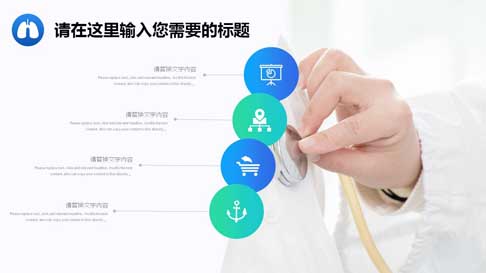 请在这里输入您需要的标题
请替换文字内容
Please replace text, click add relevant headline, modify the text
content, also can copy your content to this directly.
请替换文字内容
Please replace text, click add relevant headline, modify the text
content, also can copy your content to this directly.
请替换文字内容
Please replace text, click add relevant headline, modify the text
content, also can copy your content to this directly.
请替换文字内容
Please replace text, click add relevant headline, modify the text
content, also can copy your content to this directly.